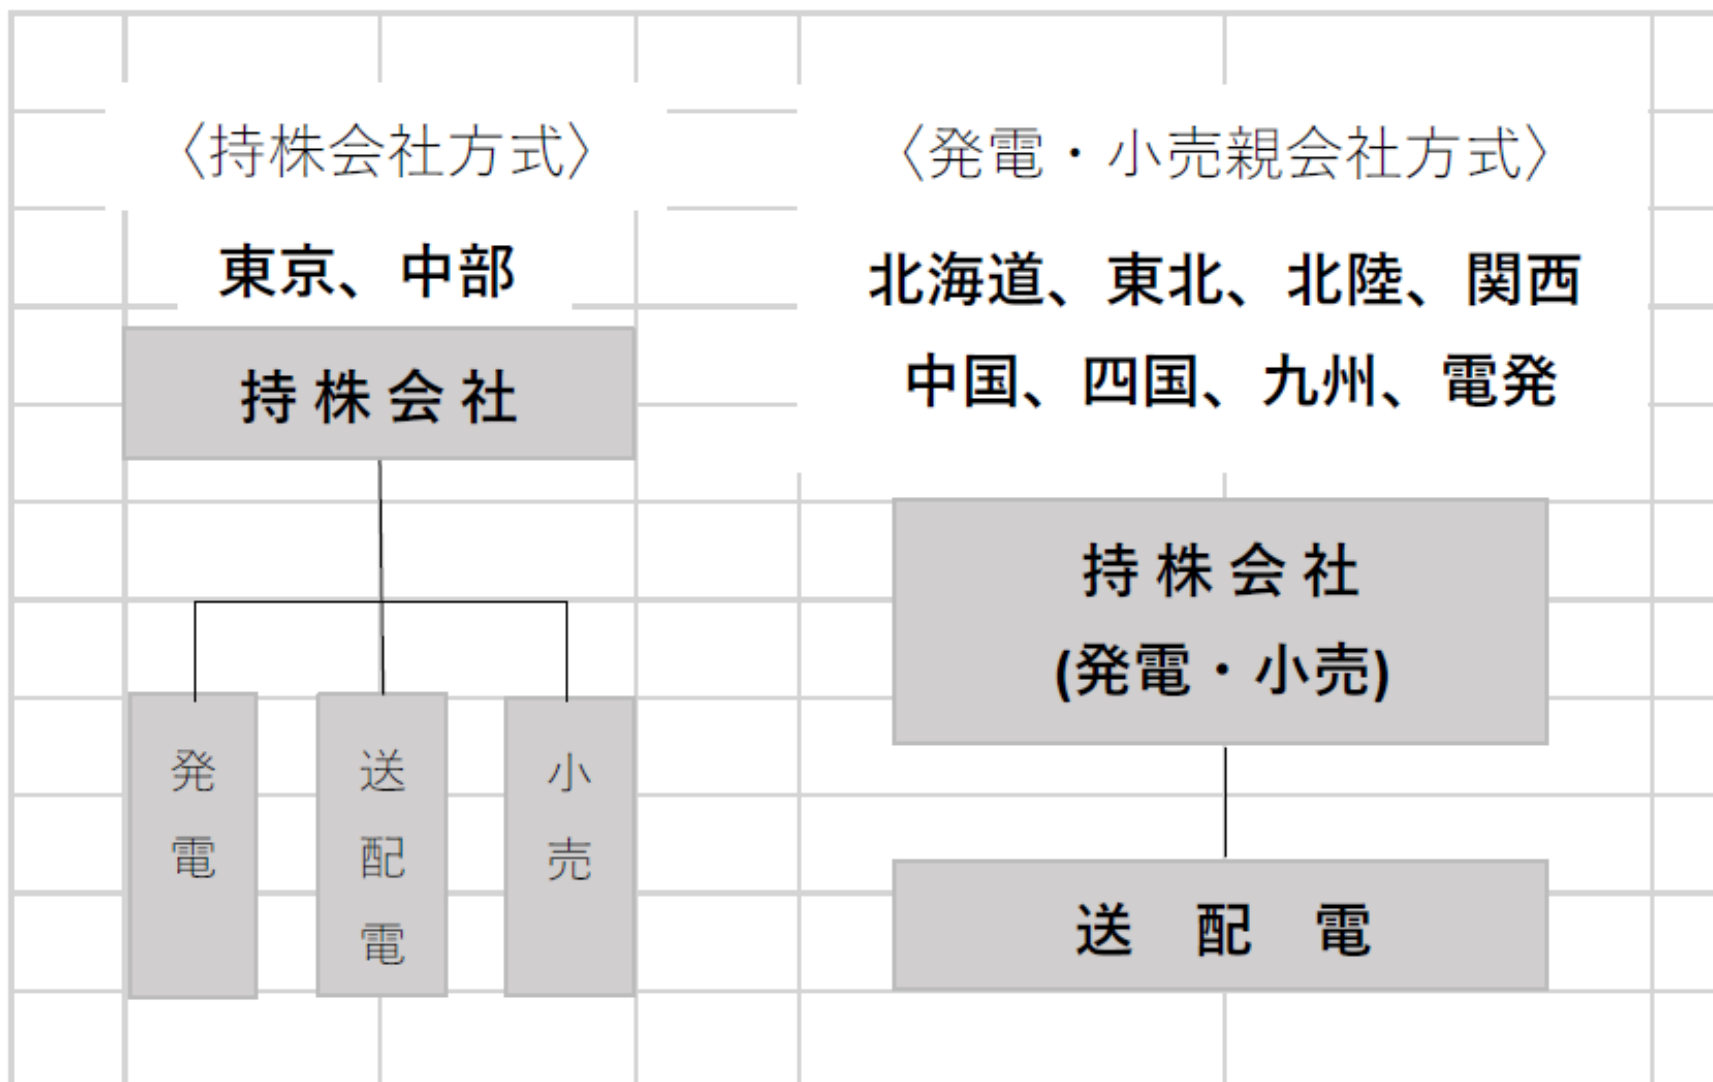 〈持株会社方式〉
東京、中部
持株会社
発電
送配電
小売
〈発電・小売親会社方式〉
北海道、東北、北陸、関西
中国、四国、九州、電発
持株会社
(発電・小売)
送 配 電